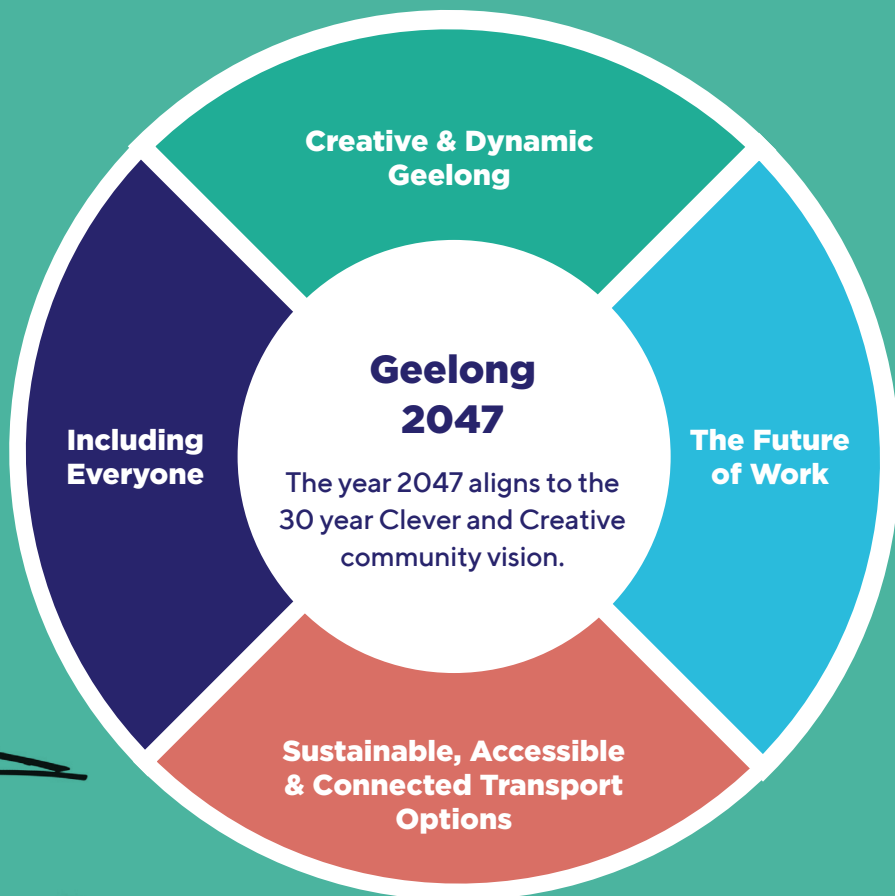 Creative & Dynamic
Geelong
Including
Everyone
Geelong
2047
The year 2047 aligns to the
30 year Clever and Creative
community vision.
The Future
of Work
Sustainable, Accessible
& Connected Transport
Options